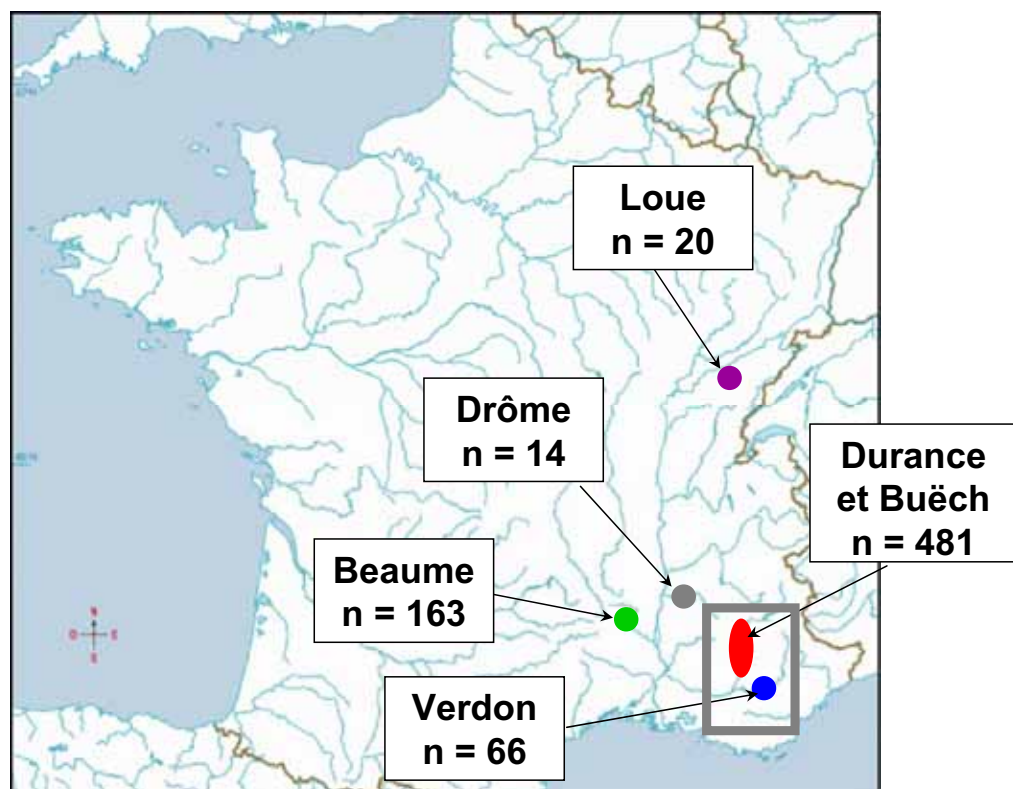 Loue
n = 20
Drôme
n = 14
Durance
et Buëch
n = 481
Beaume
n = 163
N
O E
Verdon
n = 66